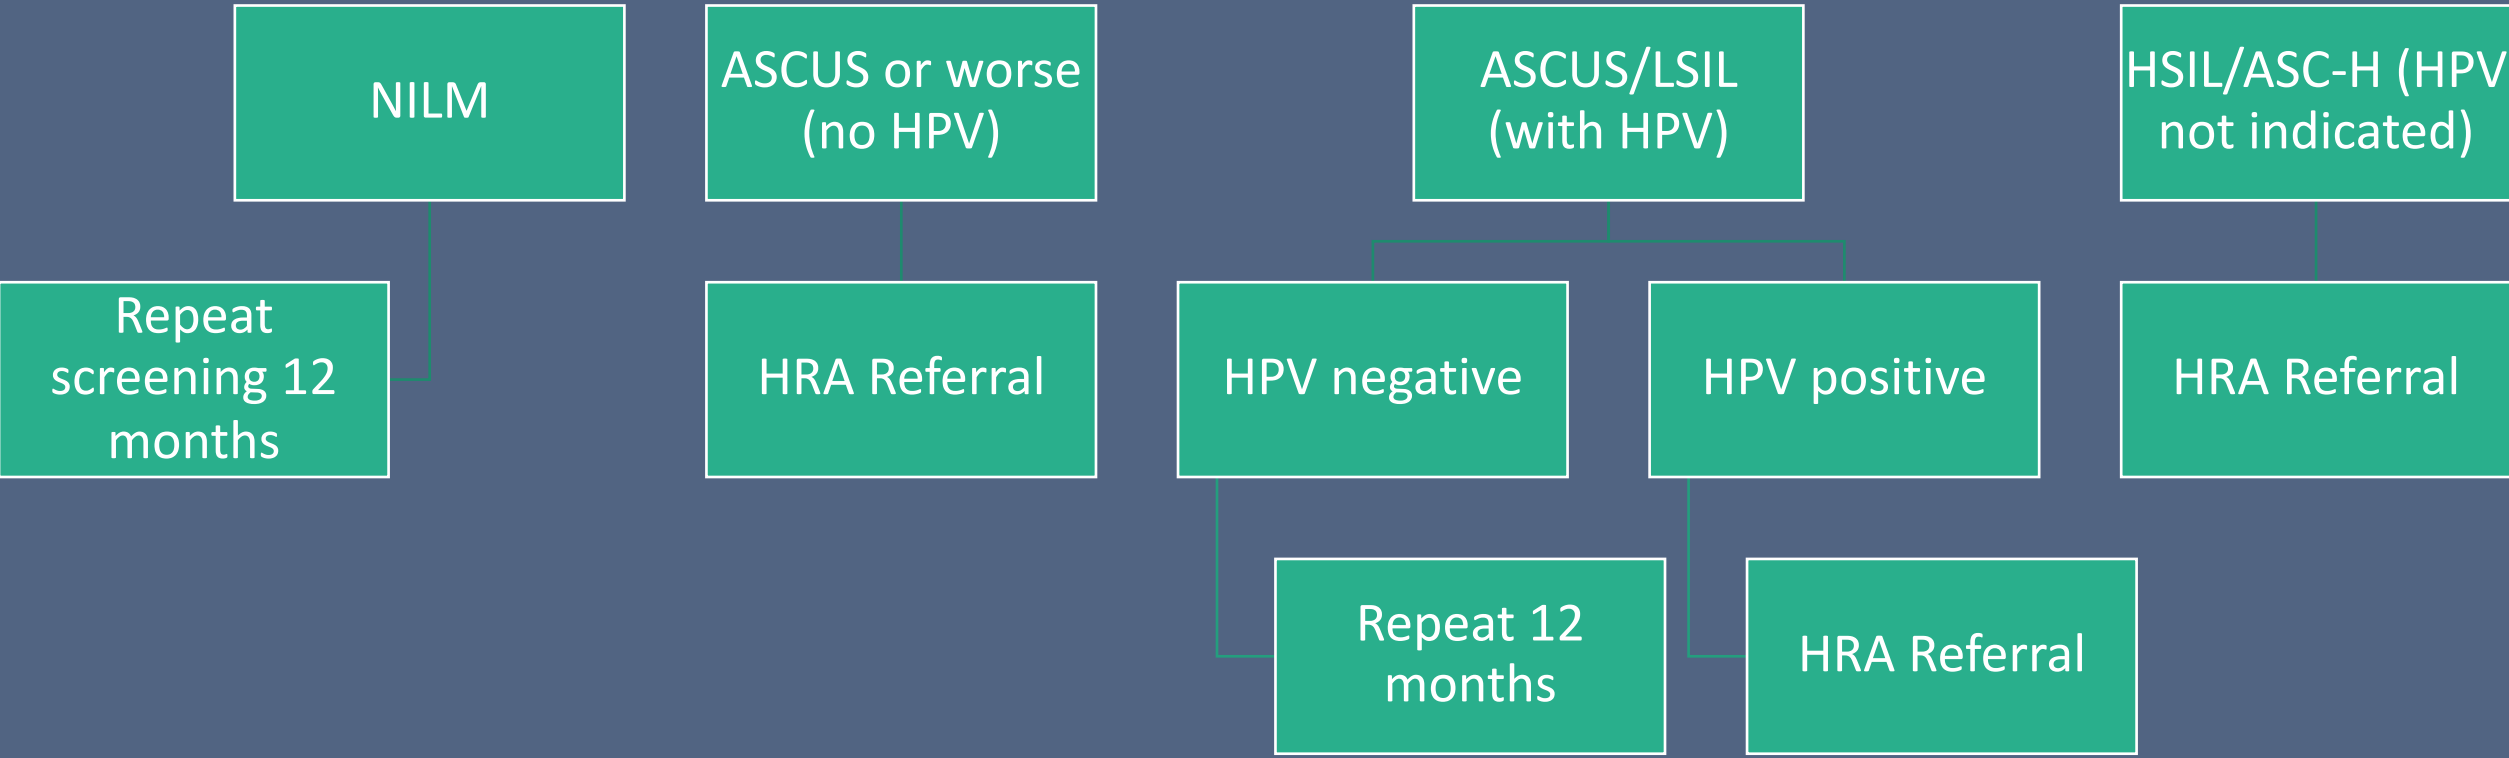 NILM
ASCUS or worse
(no HPV)
ASCUS/LSIL
(with HPV)
HSIL/ASC-H (HPV
not indicated)
Repeat
screening 12
months
HRA Referral
HPV negative
HPV positive
HRA Referral
Repeat 12
months
HRA Referral